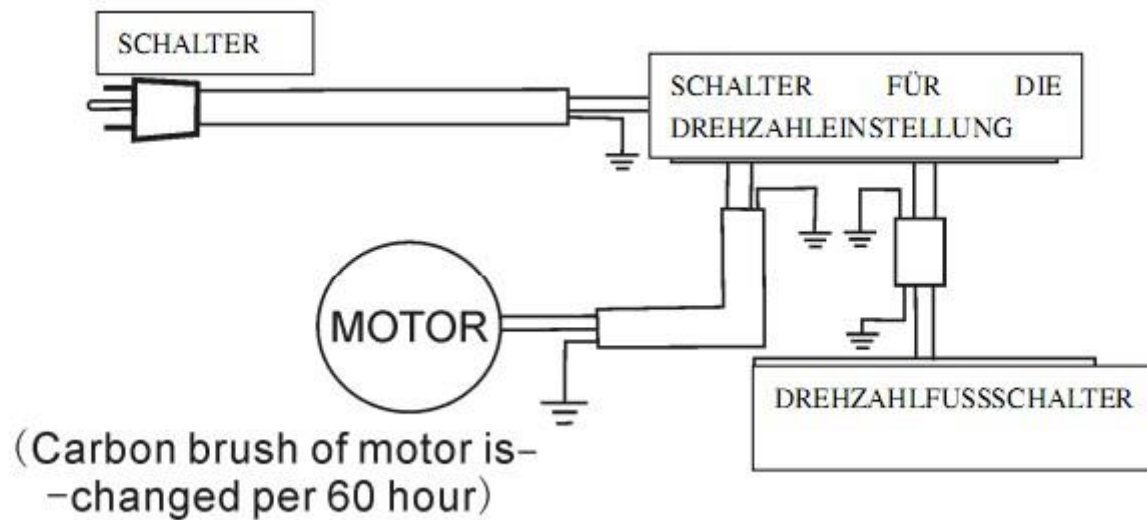 SCHALTER
SCHALTER FÜR DIE
DREHZAHLEINSTELLUNG
MOTOR
DREHZAHLFUSSSCHALTER
(Carbon brush of motor is-
-changed per 60 hour)